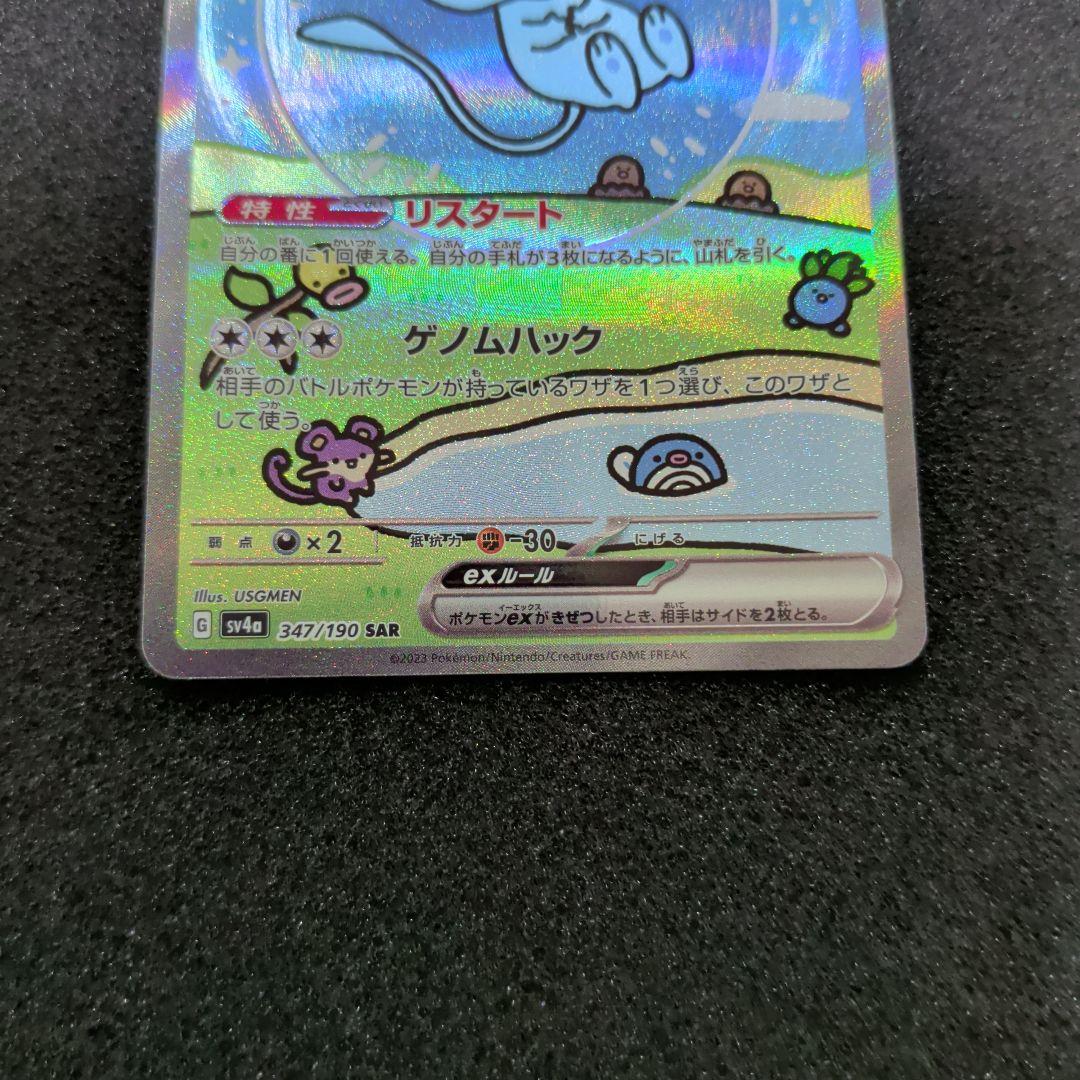 特性 リスタート
自分の番に1回使える。自分の手札が3枚になるように、山札を引く。
ゲノムハック
相手のバトルポケモンが持っているワザを1つ選び、このワザと
して使う。
弱点 ×2 抵抗力 -30 にげる
exルール
ポケモンexがきぜつしたとき、相手はサイドを2枚とる。
Illus. USGMEN
G sv4a 347/190 SAR
©2023 Pokémon/Nintendo/Creatures/GAME FREAK.